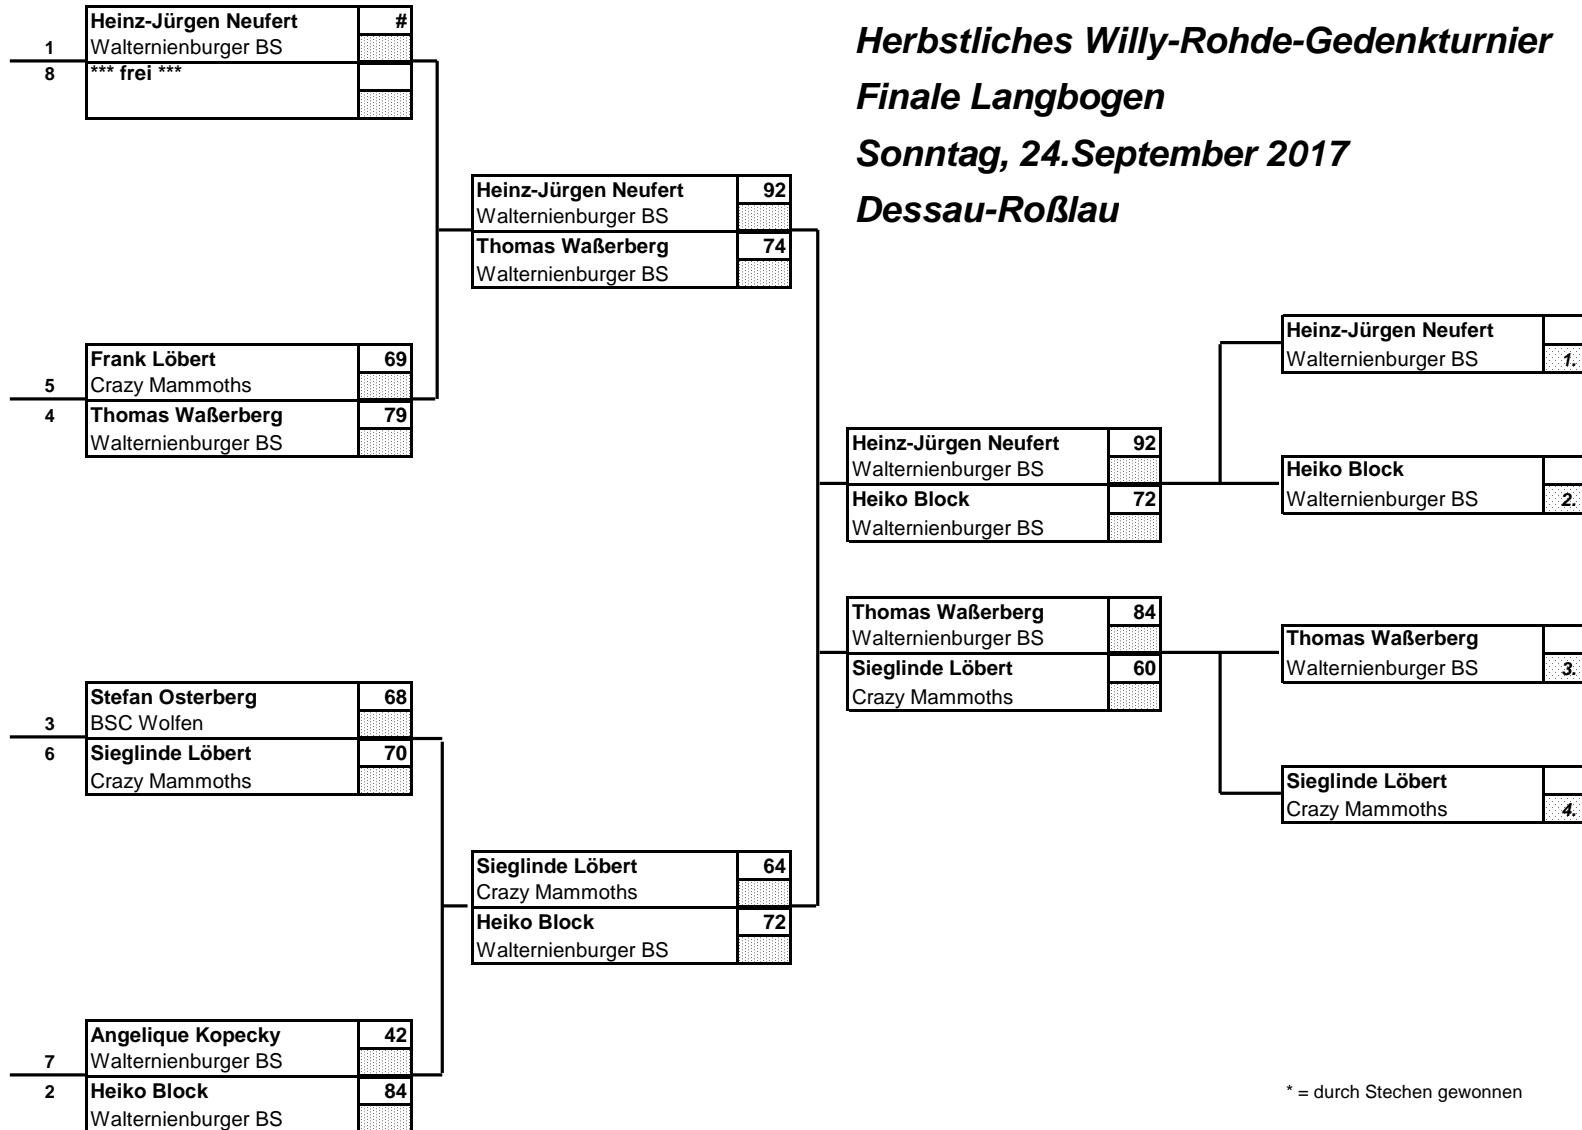 Heinz-Jürgen Neufert #
1 Walternienburger BS
8 *** frei ***
Herbstliches Willy-Rohde-Gedenkturnier
Finale Langbogen
Sonntag, 24.September 2017
Dessau-Roßlau
Heinz-Jürgen Neufert 92
Walternienburger BS
Thomas Waßerberg 74
Walternienburger BS
Frank Löbert 69
5 Crazy Mammoths
4 Thomas Waßerberg 79
Walternienburger BS
Heinz-Jürgen Neufert
Walternienburger BS 1.
Heinz-Jürgen Neufert 92
Walternienburger BS
Heiko Block 72
Walternienburger BS
Heiko Block
Walternienburger BS 2.
Thomas Waßerberg 84
Walternienburger BS
Sieglinde Löbert 60
Crazy Mammoths
Thomas Waßerberg
Walternienburger BS 3.
Stefan Osterberg 68
3 BSC Wolfen
6 Sieglinde Löbert 70
Crazy Mammoths
Sieglinde Löbert
Crazy Mammoths 4.
Sieglinde Löbert 64
Crazy Mammoths
Heiko Block 72
Walternienburger BS
Angelique Kopecky 42
7 Walternienburger BS
2 Heiko Block 84
Walternienburger BS
* = durch Stechen gewonnen